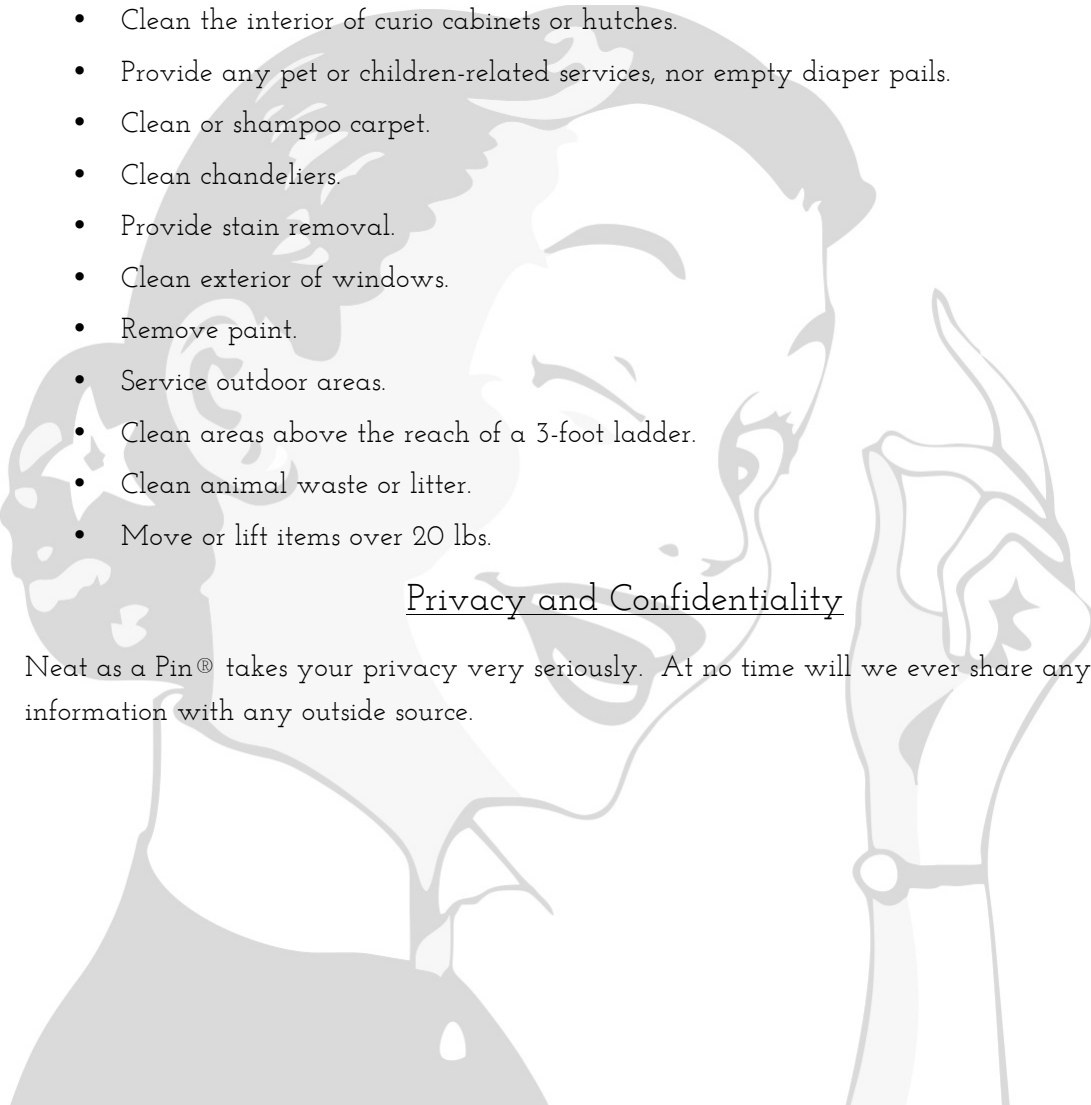 • Clean the interior of curio cabinets or hutches.
• Provide any pet or children-related services, nor empty diaper pails.
• Clean or shampoo carpet.
• Clean chandeliers.
• Provide stain removal.
• Clean exterior of windows.
• Remove paint.
• Service outdoor areas.
• Clean areas above the reach of a 3-foot ladder.
• Clean animal waste or litter.
• Move or lift items over 20 lbs.
Privacy and Confidentiality
Neat as a Pin® takes your privacy very seriously. At no time will we ever share any
information with any outside source.